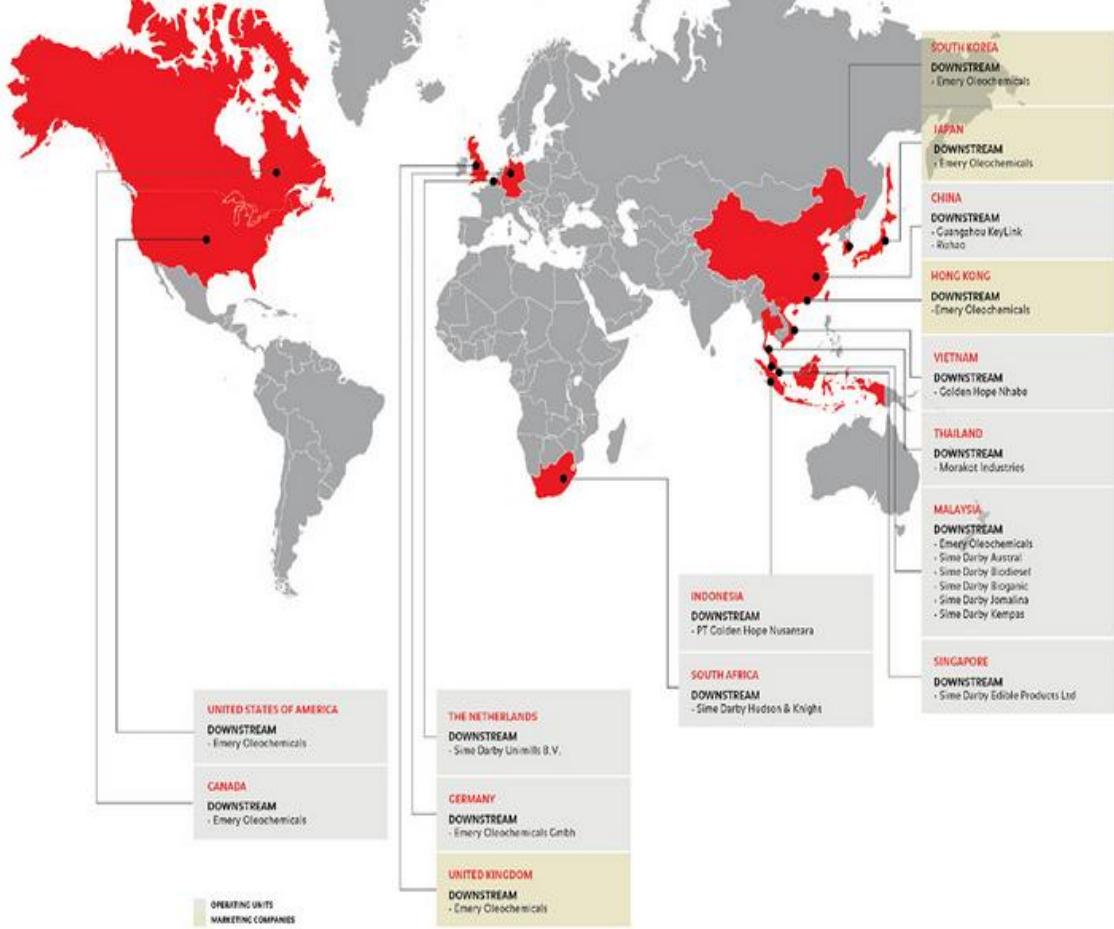 SOUTH KOREA
DOWNSTREAM
- Emery Oleochemicals
JAPAN
DOWNSTREAM
- Emery Oleochemicals
CHINA
DOWNSTREAM
- Guangzhou KeyLink
- Rizhao
HONG KONG
DOWNSTREAM
-Emery Oleochemicals
VIETNAM
DOWNSTREAM
- Golden Hope Nhabe
THAILAND
DOWNSTREAM
- Morakot Industries
MALAYSIA
DOWNSTREAM
- Emery Oleochemicals
- Sime Darby Austral
- Sime Darby Biodiesel
- Sime Darby Bioganic
- Sime Darby Jomalina
- Sime Darby Kempas
SINGAPORE
DOWNSTREAM
- Sime Darby Edible Products Ltd
INDONESIA
DOWNSTREAM
- PT Golden Hope Nusantara
SOUTH AFRICA
DOWNSTREAM
- Sime Darby Hudson & Knight
UNITED STATES OF AMERICA
DOWNSTREAM
- Emery Oleochemicals
CANADA
DOWNSTREAM
- Emery Oleochemicals
THE NETHERLANDS
DOWNSTREAM
- Sime Darby Unimills B.V.
GERMANY
DOWNSTREAM
- Emery Oleochemicals Gmbh
UNITED KINGDOM
DOWNSTREAM
- Emery Oleochemicals
OPERATING UNITS
MARKETING COMPANIES